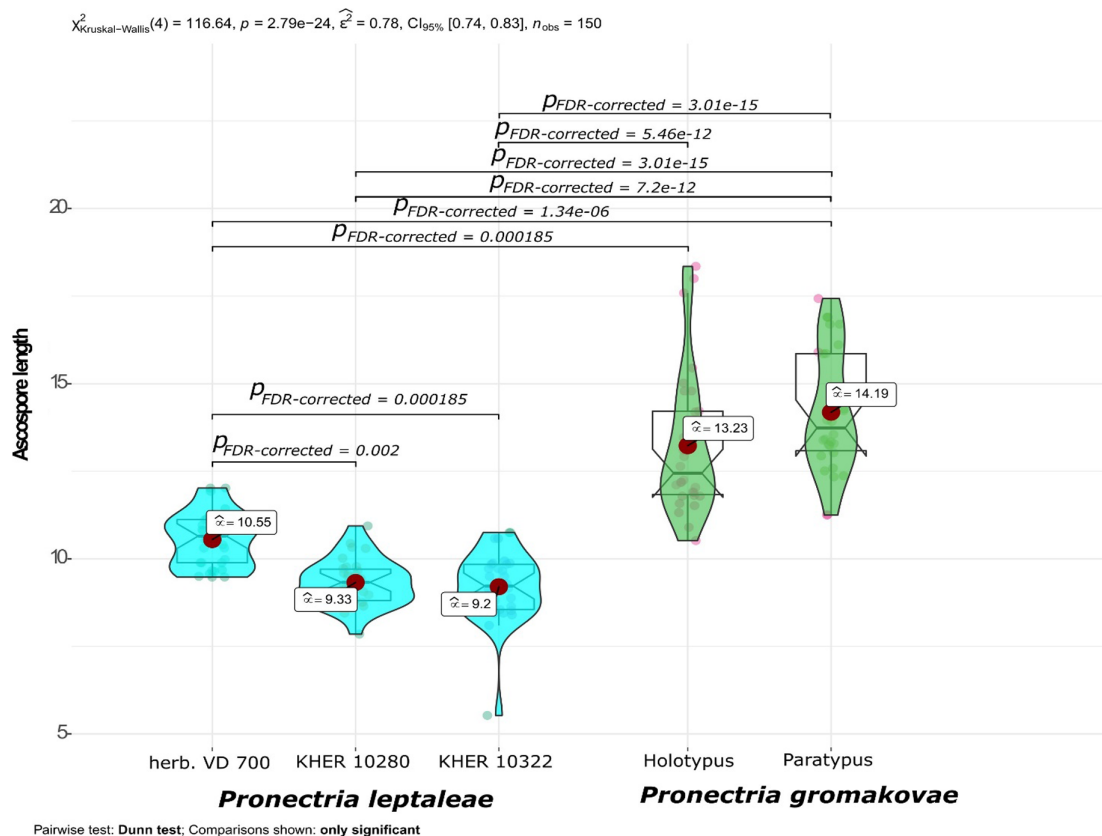 χ²Kruskal−Wallis(4) = 116.64, p = 2.79e−24, ε̂² = 0.78, CI95% [0.74, 0.83], nobs = 150
pFDR-corrected = 3.01e-15
pFDR-corrected = 5.46e-12
pFDR-corrected = 3.01e-15
pFDR-corrected = 7.2e-12
pFDR-corrected = 1.34e-06
pFDR-corrected = 0.000185
pFDR-corrected = 0.000185
pFDR-corrected = 0.002
Ascospore length
20
15
10
5
α̂ = 10.55
α̂ = 9.33
α̂ = 9.2
α̂ = 13.23
α̂ = 14.19
herb. VD 700 KHER 10280 KHER 10322 Holotypus Paratypus
Pronectria leptaleae Pronectria gromakovae
Pairwise test: Dunn test; Comparisons shown: only significant